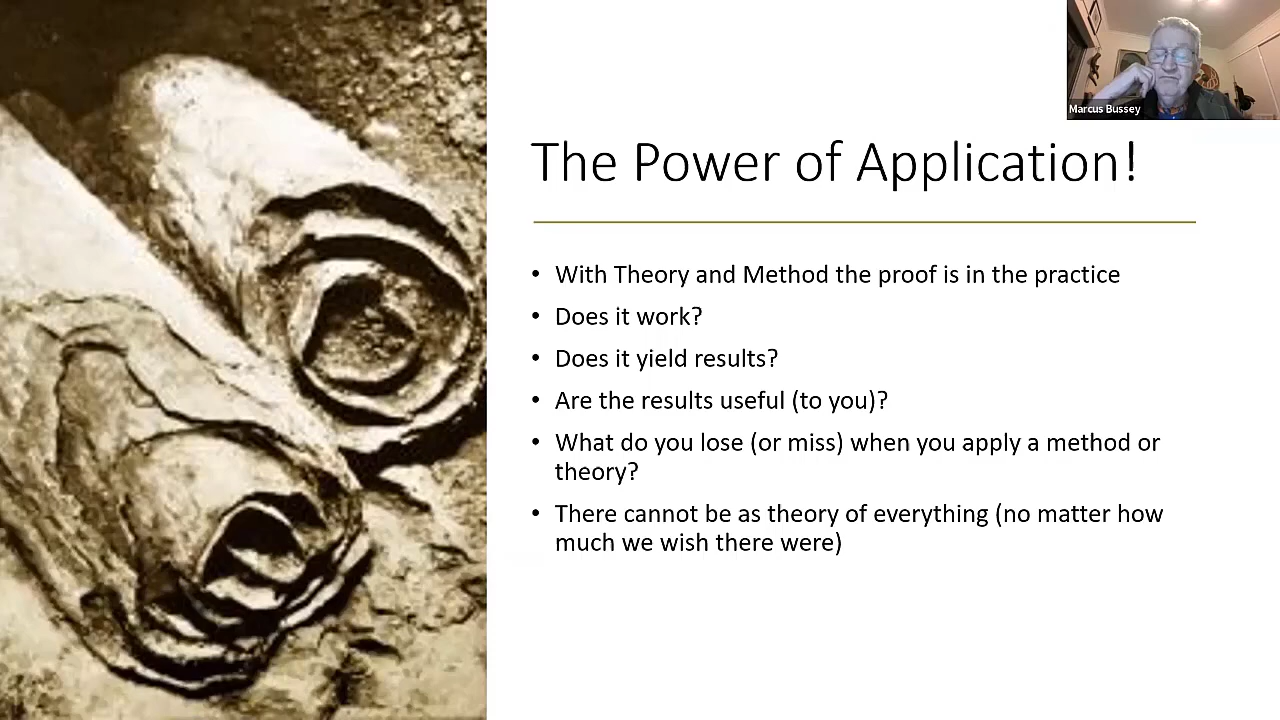 Marcus Bussey
The Power of Application!
• With Theory and Method the proof is in the practice
• Does it work?
• Does it yield results?
• Are the results useful (to you)?
• What do you lose (or miss) when you apply a method or
theory?
• There cannot be as theory of everything (no matter how
much we wish there were)